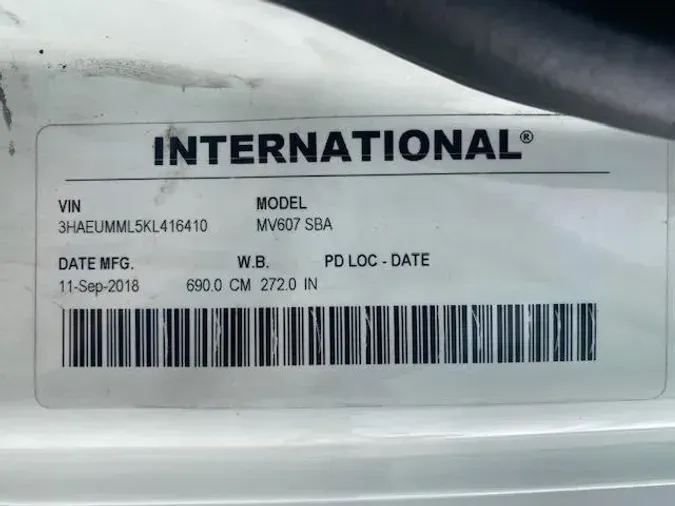 INTERNATIONAL®
VIN MODEL
3HAEUMML5KL416410 MV607 SBA
DATE MFG. W.B. PD LOC - DATE
11-Sep-2018 690.0 CM 272.0 IN